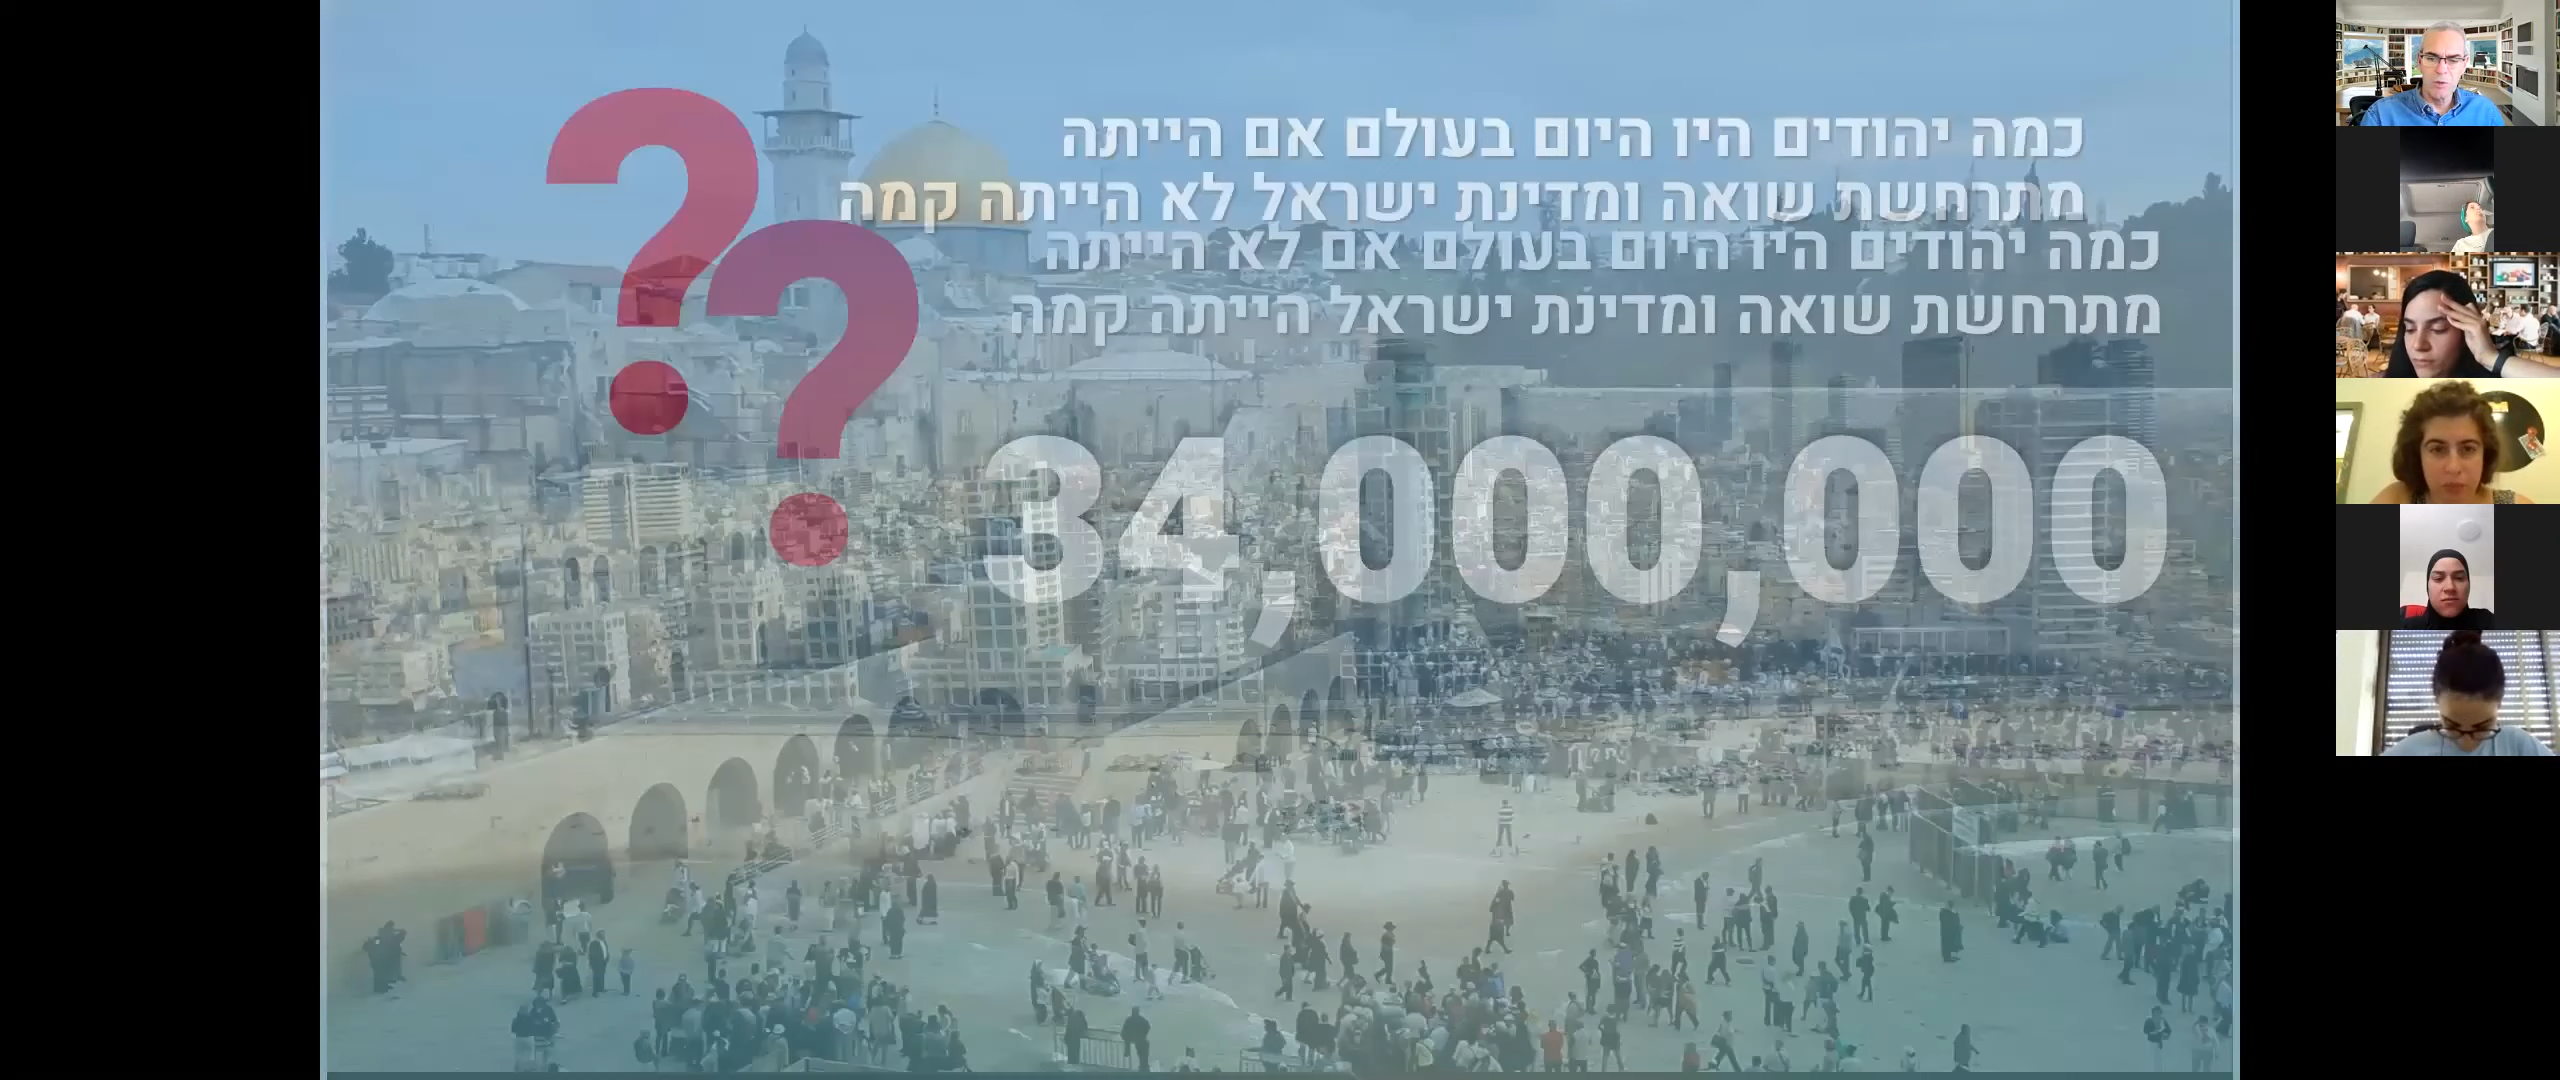 ?
כמה יהודים היו היום בעולם אם הייתה
מתרחשת שואה ומדינת ישראל לא הייתה קמה
?
כמה יהודים היו היום בעולם אם לא הייתה
מתרחשת שואה ומדינת ישראל הייתה קמה
34,000,000